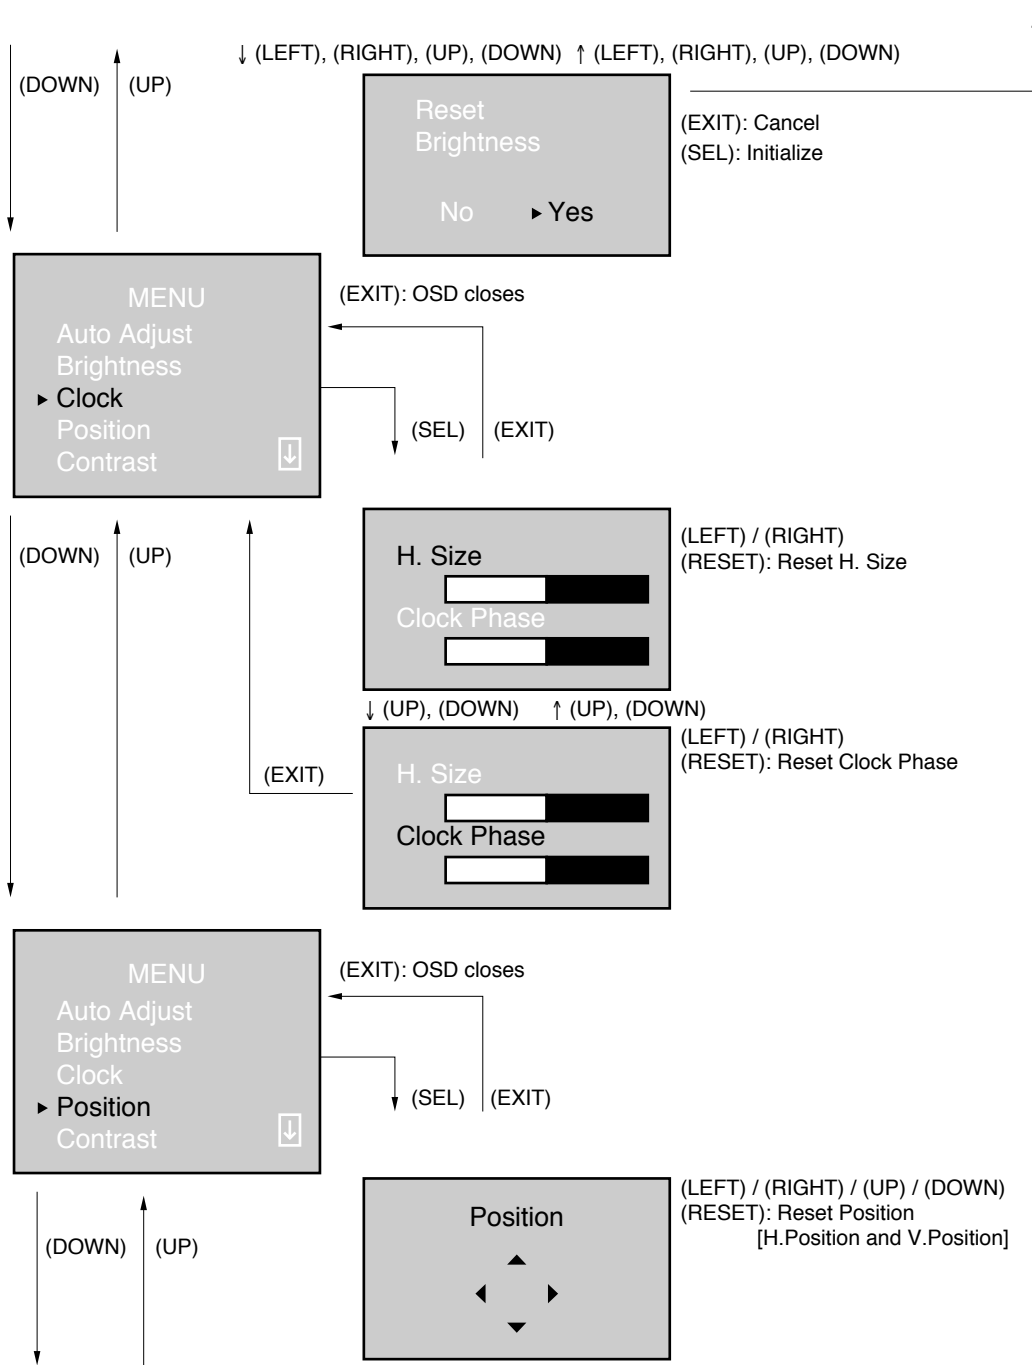 ↓ (LEFT), (RIGHT), (UP), (DOWN) ↑ (LEFT), (RIGHT), (UP), (DOWN)
(DOWN) (UP)
Reset
Brightness
No ▸Yes
(EXIT): Cancel
(SEL): Initialize
MENU
Auto Adjust
Brightness
▸ Clock
Position
Contrast ↓
(EXIT): OSD closes
(SEL) (EXIT)
(DOWN) (UP)
H. Size
Clock Phase
(LEFT) / (RIGHT)
(RESET): Reset H. Size
↓ (UP), (DOWN) ↑ (UP), (DOWN)
(EXIT)
H. Size
Clock Phase
(LEFT) / (RIGHT)
(RESET): Reset Clock Phase
MENU
Auto Adjust
Brightness
Clock
▸ Position
Contrast ↓
(EXIT): OSD closes
(SEL) (EXIT)
(DOWN) (UP)
Position
(LEFT) / (RIGHT) / (UP) / (DOWN)
(RESET): Reset Position
[H.Position and V.Position]